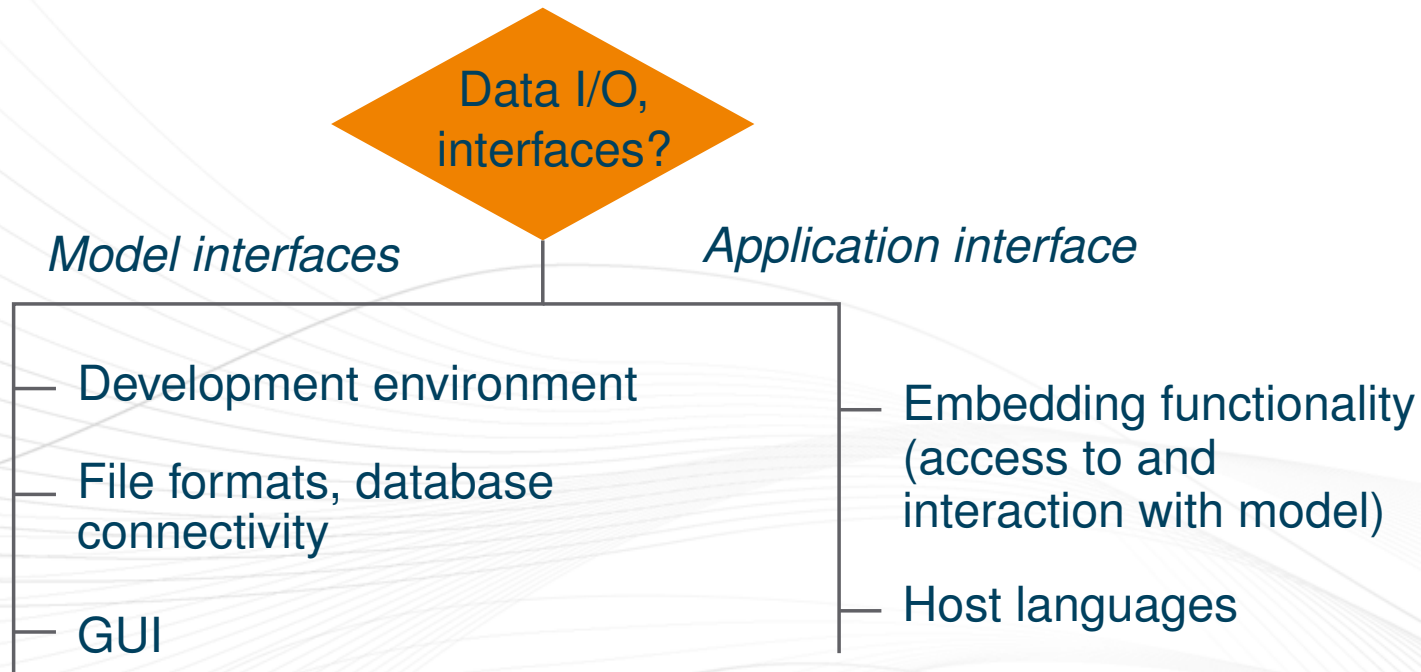 Data I/O,
interfaces?
Model interfaces
Application interface
Development environment
File formats, database
connectivity
GUI
Embedding functionality
(access to and
interaction with model)
Host languages